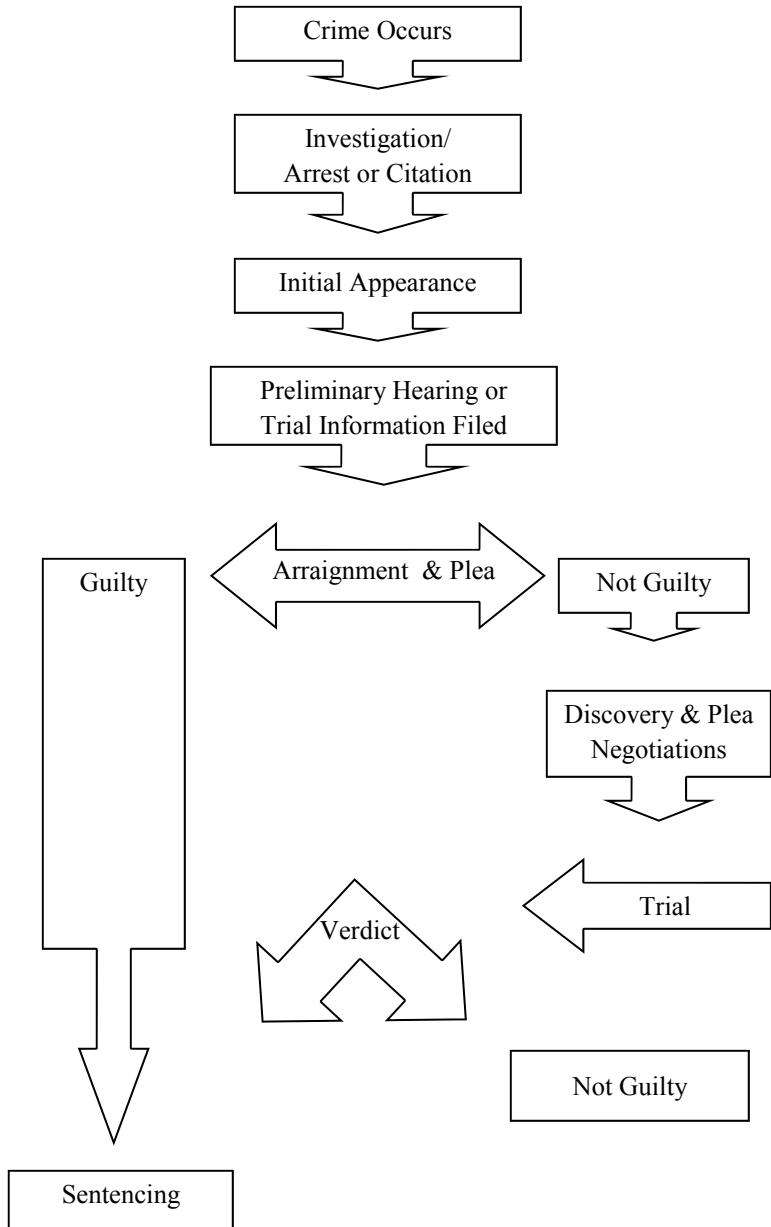 Crime Occurs
Investigation/
Arrest or Citation
Initial Appearance
Preliminary Hearing or
Trial Information Filed
Arraignment & Plea
Guilty
Not Guilty
Discovery & Plea
Negotiations
Trial
Verdict
Not Guilty
Sentencing